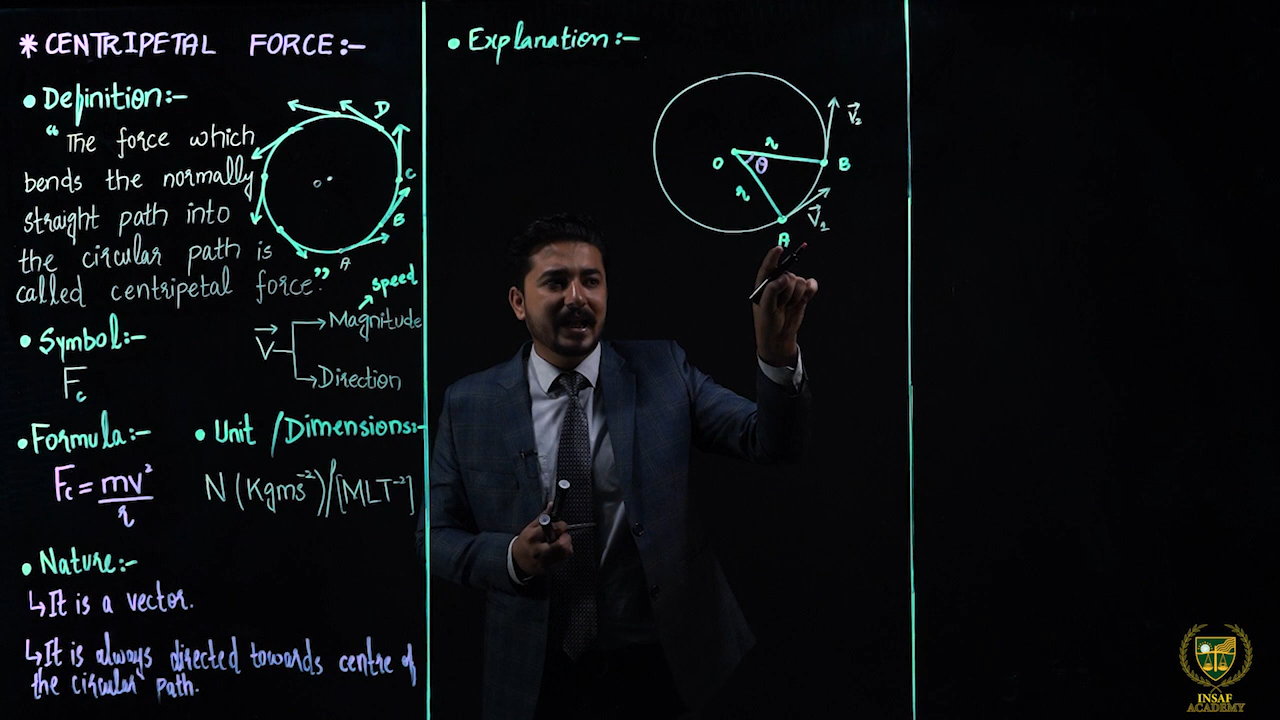 * CENTRIPETAL FORCE:-
• Definition:-
“The force which
bends the normally
straight path into
the circular path is
called centripetal force.”
D
C
B
A
O
• Symbol:-
Fc
speed
V
Magnitude
Direction
• Formula:-
Fc = mv²
r
• Unit / Dimensions:-
N (Kgms⁻²)/[MLT⁻²]
• Nature:-
↳It is a vector.
↳It is always directed towards centre of
the circular path.
• Explanation:-
V₂
r
O
θ
B
r
V₁
A
INSAF
ACADEMY